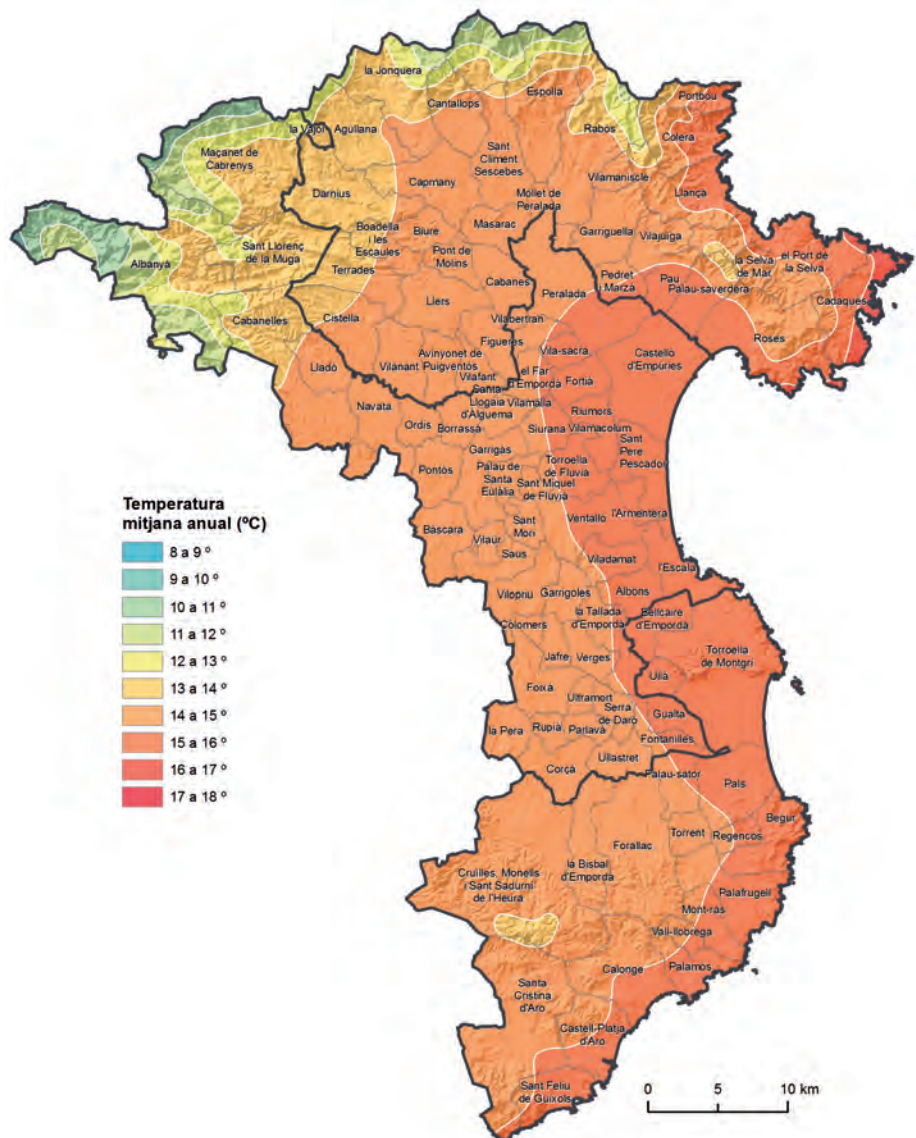 la Jonquera
Cantallops
Espolla
Portbou
Rabós
Colera
la Vajol
Agullana
Maçanet de
Cabrenys
Sant
Climent
Sescebes
Vilamaniscle
Llançà
Darnius
Capmany
Mollet de
Peralada
Boadella
i les
Escaules
Biure
Masarac
Garriguella
Vilajuïga
Sant Llorenç
de la Muga
Albanyà
Pont de
Molins
la Selva
de Mar
el Port de
la Selva
Terrades
Cabanes
Pedret
i Marzà
Pau
Palau-saverdera
Cadaqués
Peralada
Llers
Cabanelles
Cistella
Vilabertran
Roses
Figueres
Vila-sacra
Castelló
d'Empúries
Lladó
Vilanant
Avinyonet de
Puigventós
Vilafant
el Far
d'Empordà
Fortià
Santa
Llogaia
d'Àlguema
Navata
Vilamalla
Riumors
Ordis
Borrassà
Siurana
Vilamacolum
Garrigàs
Sant
Pere
Pescador
Pontós
Palau de
Santa
Eulàlia
Torroella
de Fluvià
Sant Miquel
de Fluvià
Temperatura
mitjana anual (ºC)
8 a 9 º
9 a 10 º
10 a 11 º
11 a 12 º
12 a 13 º
13 a 14 º
14 a 15 º
15 a 16 º
16 a 17 º
17 a 18 º
Bàscara
Vilaür
Sant
Mori
Saus
Ventalló
l'Armentera
Viladamat
l'Escala
Vilopriu
Garrigoles
Albons
Colomers
la Tallada
d'Empordà
Bellcaire
d'Empordà
Jafre
Verges
Torroella
de Montgrí
Ullà
Foixà
Ultramort
Serra
de Daró
Gualta
la Pera
Rupià
Parlavà
Fontanilles
Corçà
Ullastret
Palau-sator
Pals
Begur
Torrent
Regencós
Forallac
la Bisbal
d'Empordà
Cruïlles, Monells
i Sant Sadurní
de l'Heura
Palafrugell
Mont-ras
Vall-llobrega
Calonge
Palamós
Santa
Cristina
d'Aro
Castell-Platja
d'Aro
Sant Feliu
de Guíxols
0 5 10 km